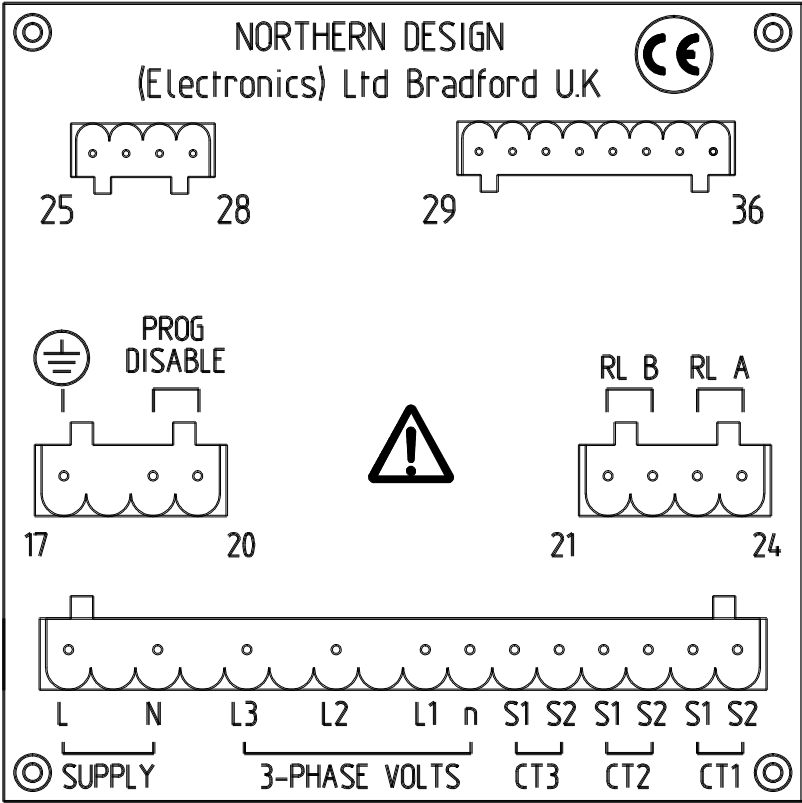 NORTHERN DESIGN
(Electronics) Ltd Bradford U.K
CE
25 28 29 36
PROG
DISABLE
RL B RL A
17 20 21 24
L N L3 L2 L1 n S1 S2 S1 S2 S1 S2
SUPPLY 3-PHASE VOLTS CT3 CT2 CT1